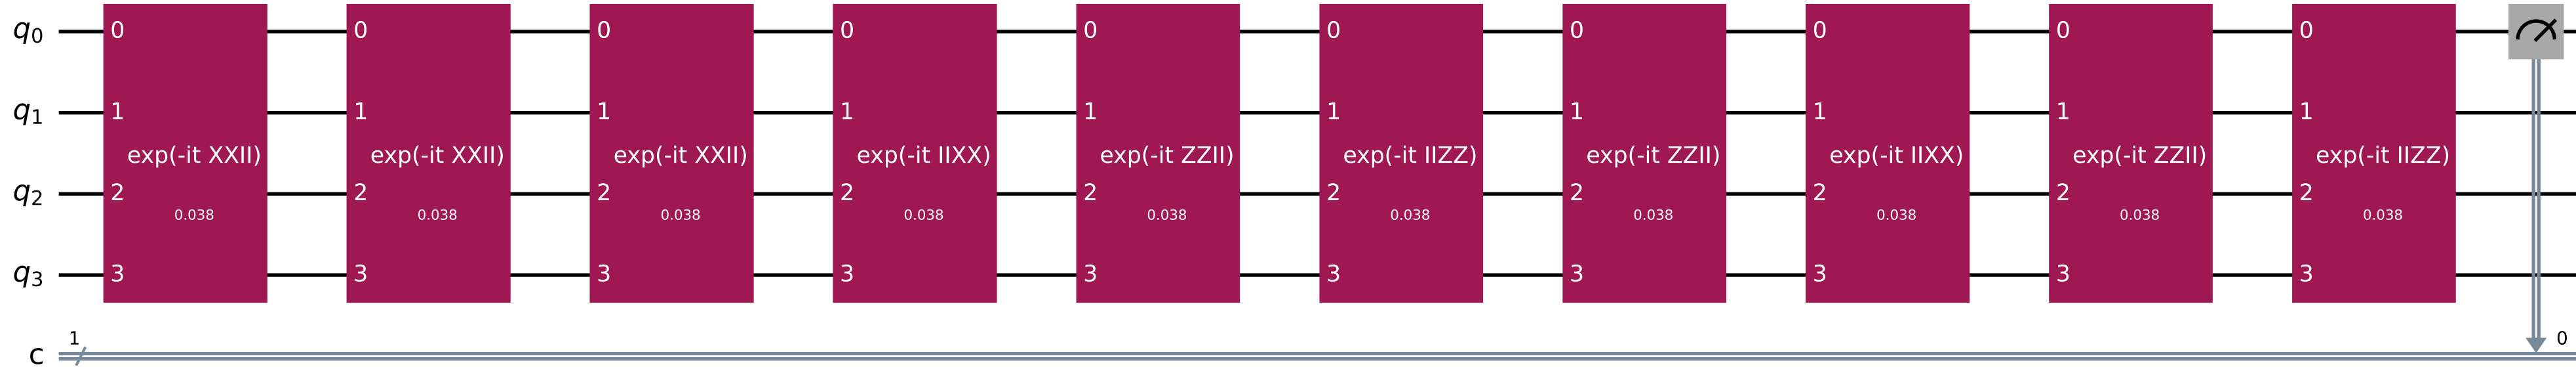 q0 0 0 0 0 0 0 0 0 0 0
q1 1 1 1 1 1 1 1 1 1 1
exp(-it XXII) exp(-it XXII) exp(-it XXII) exp(-it IIXX) exp(-it ZZII) exp(-it IIZZ) exp(-it ZZII) exp(-it IIXX) exp(-it ZZII) exp(-it IIZZ)
q2 2 2 2 2 2 2 2 2 2 2
0.038 0.038 0.038 0.038 0.038 0.038 0.038 0.038 0.038 0.038
q3 3 3 3 3 3 3 3 3 3 3
1 0
c